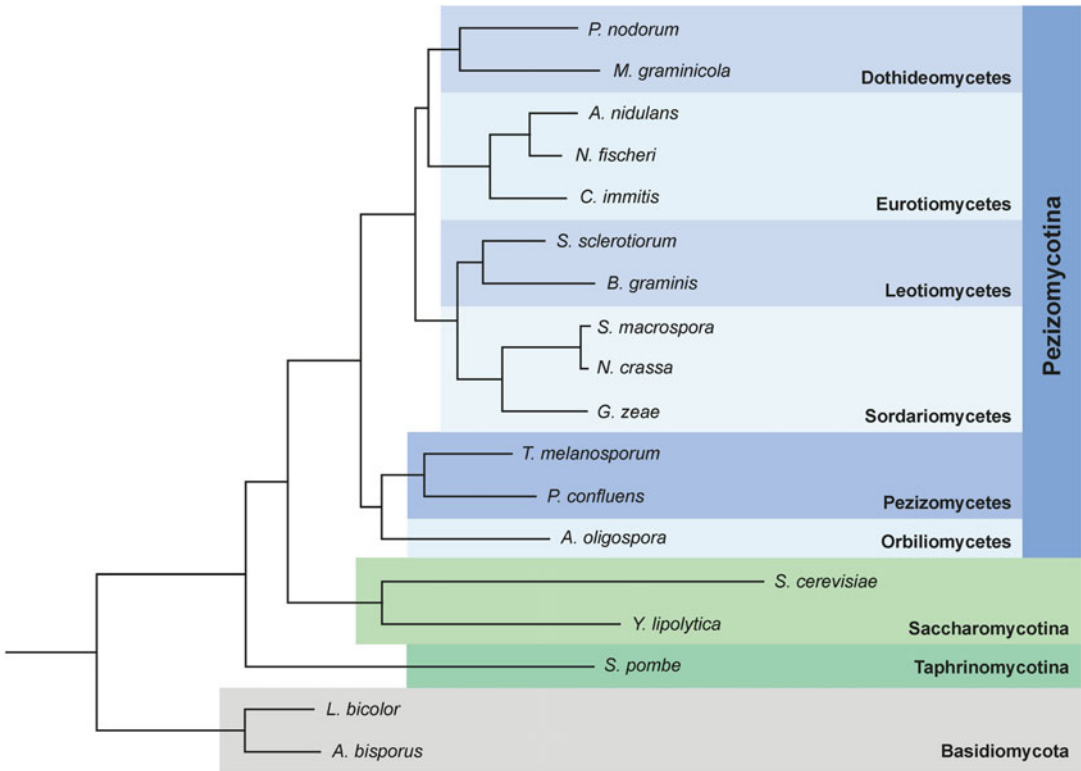 P. nodorum
M. graminicola
Dothideomycetes
A. nidulans
N. fischeri
C. immitis
Eurotiomycetes
S. sclerotiorum
B. graminis
Leotiomycetes
S. macrospora
N. crassa
G. zeae
Sordariomycetes
T. melanosporum
P. confluens
Pezizomycetes
A. oligospora
Orbiliomycetes
Pezizomycotina
S. cerevisiae
Y. lipolytica
Saccharomycotina
S. pombe
Taphrinomycotina
L. bicolor
A. bisporus
Basidiomycota